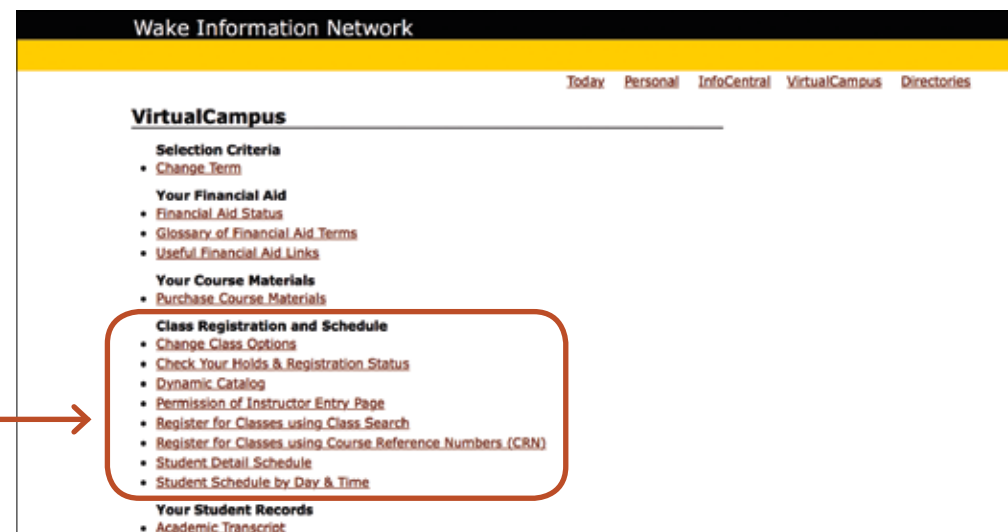 Wake Information Network
Today Personal InfoCentral VirtualCampus Directories
VirtualCampus
Selection Criteria
• Change Term
Your Financial Aid
• Financial Aid Status
• Glossary of Financial Aid Terms
• Useful Financial Aid Links
Your Course Materials
• Purchase Course Materials
Class Registration and Schedule
• Change Class Options
• Check Your Holds & Registration Status
• Dynamic Catalog
• Permission of Instructor Entry Page
• Register for Classes using Class Search
• Register for Classes using Course Reference Numbers (CRN)
• Student Detail Schedule
• Student Schedule by Day & Time
Your Student Records
• Academic Transcript